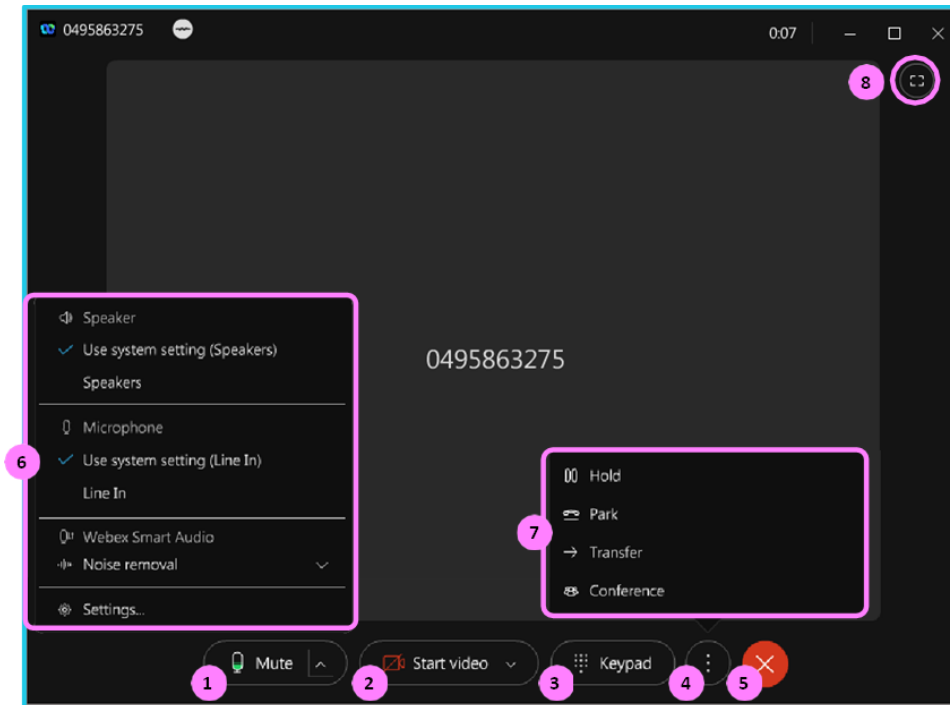 0495863275
0:07
8
0495863275
Speaker
Use system setting (Speakers)
Speakers
Microphone
6
Use system setting (Line In)
Line In
Webex Smart Audio
Noise removal
Settings...
Hold
Park
7
Transfer
Conference
Mute
Start video
Keypad
1
2
3
4
5